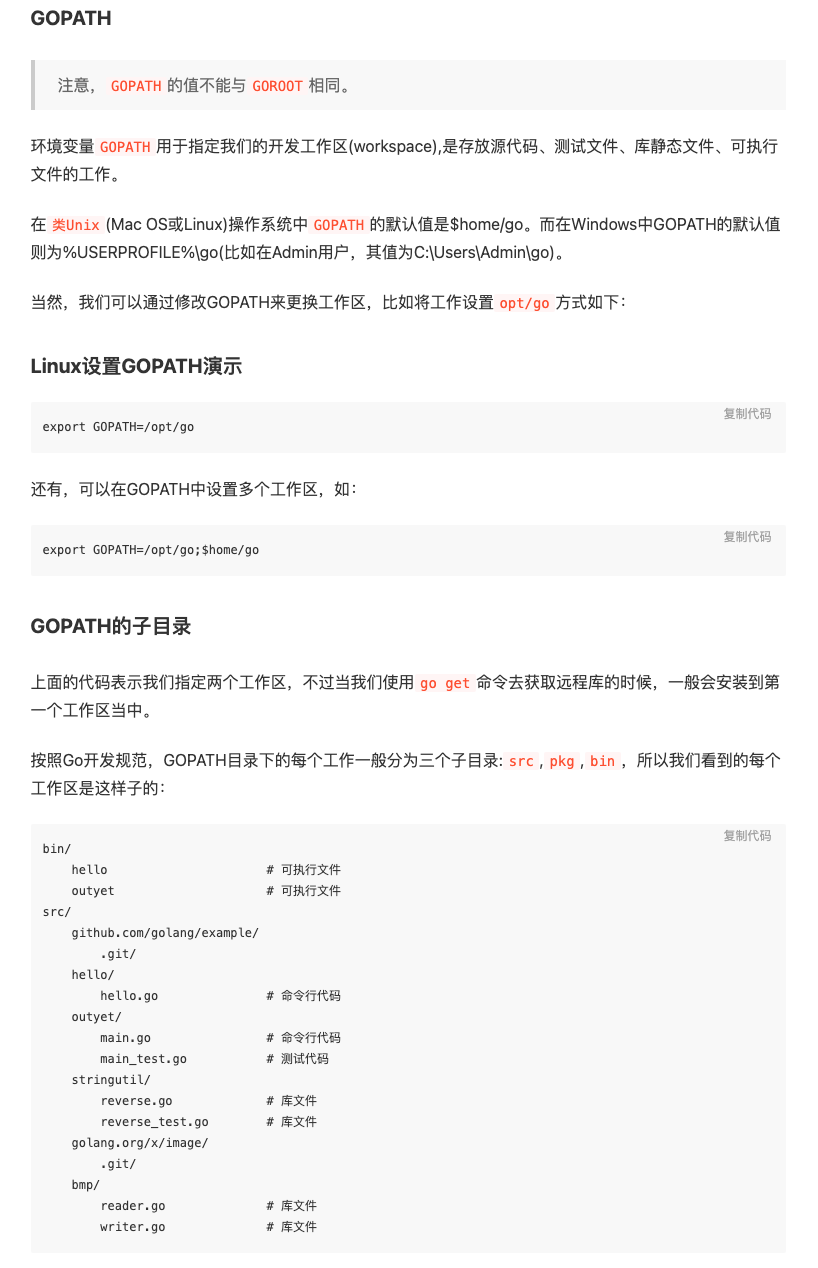 GOPATH
注意， GOPATH 的值不能与 GOROOT 相同。
环境变量 GOPATH 用于指定我们的开发工作区(workspace),是存放源代码、测试文件、库静态文件、可执行
文件的工作。
在 类Unix (Mac OS或Linux)操作系统中 GOPATH 的默认值是$home/go。而在Windows中GOPATH的默认值
则为%USERPROFILE%\go(比如在Admin用户，其值为C:\Users\Admin\go)。
当然，我们可以通过修改GOPATH来更换工作区，比如将工作设置 opt/go 方式如下：
Linux设置GOPATH演示
复制代码
export GOPATH=/opt/go
还有，可以在GOPATH中设置多个工作区，如：
复制代码
export GOPATH=/opt/go;$home/go
GOPATH的子目录
上面的代码表示我们指定两个工作区，不过当我们使用 go get 命令去获取远程库的时候，一般会安装到第
一个工作区当中。
按照Go开发规范，GOPATH目录下的每个工作一般分为三个子目录: src , pkg , bin ，所以我们看到的每个
工作区是这样子的：
复制代码
bin/
    hello                      # 可执行文件
    outyet                     # 可执行文件
src/
    github.com/golang/example/
        .git/
    hello/
        hello.go               # 命令行代码
    outyet/
        main.go                # 命令行代码
        main_test.go           # 测试代码
    stringutil/
        reverse.go             # 库文件
        reverse_test.go        # 库文件
    golang.org/x/image/
        .git/
    bmp/
        reader.go              # 库文件
        writer.go              # 库文件